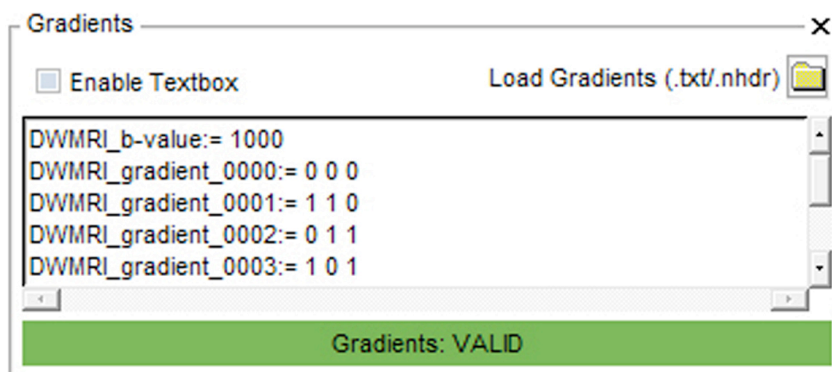 Gradients
Enable Textbox
Load Gradients (.txt/.nhdr)
DWMRI_b-value:= 1000
DWMRI_gradient_0000:= 0 0 0
DWMRI_gradient_0001:= 1 1 0
DWMRI_gradient_0002:= 0 1 1
DWMRI_gradient_0003:= 1 0 1
Gradients: VALID